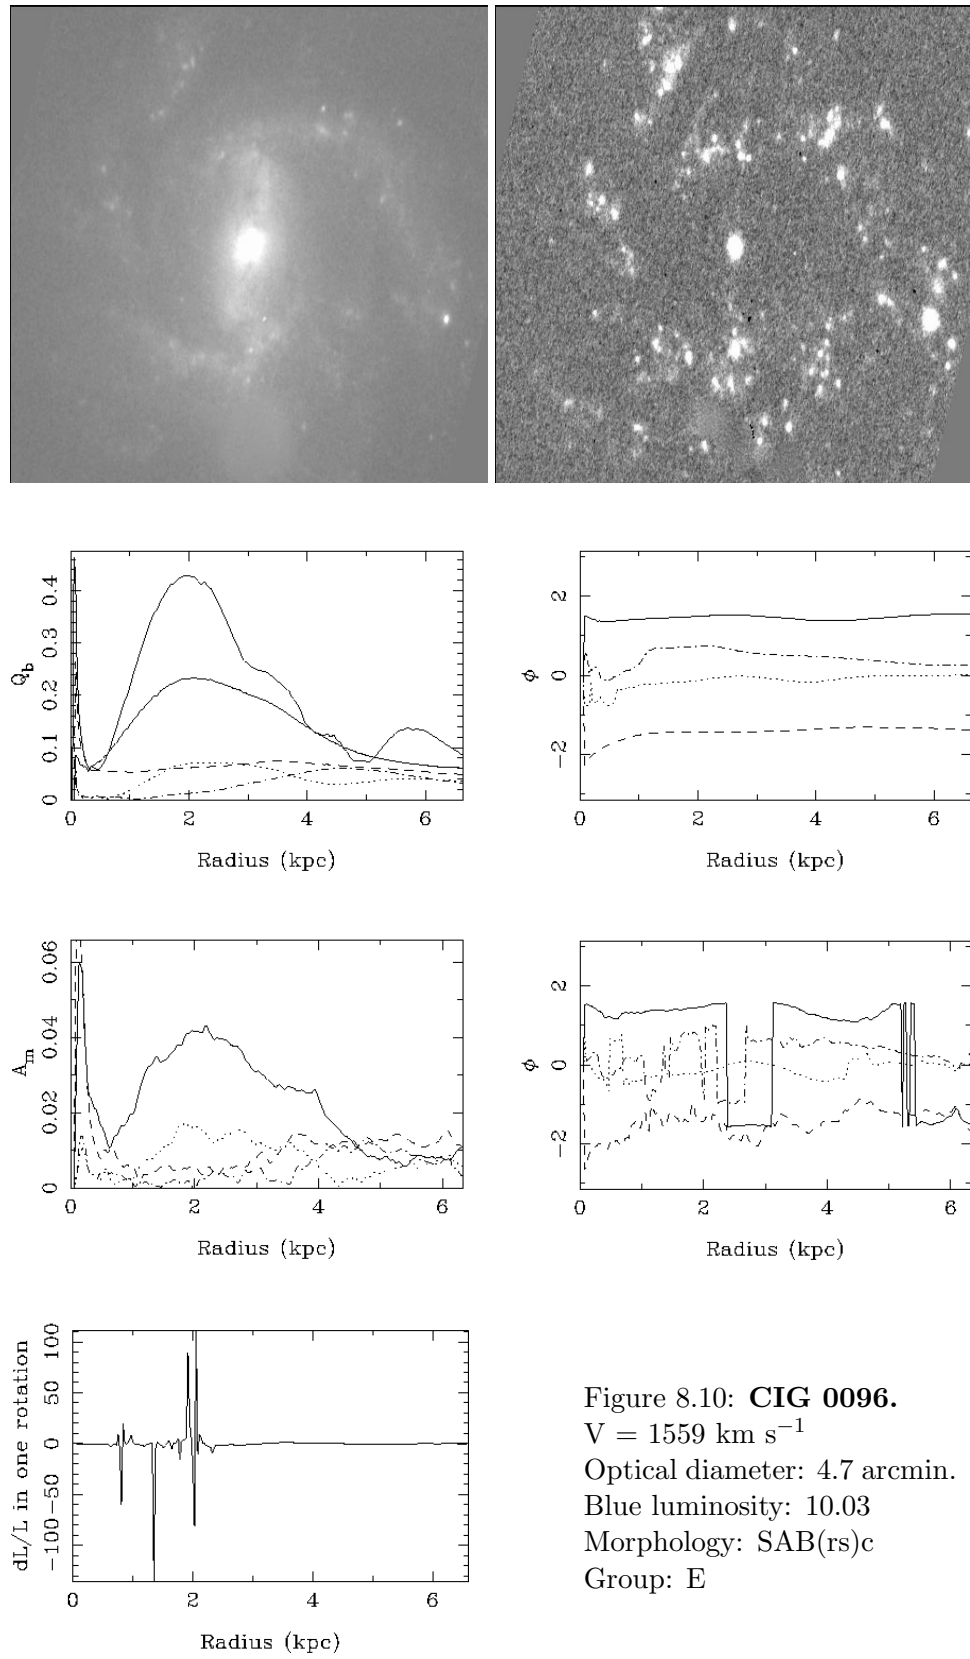 0 0.1 0.2 0.3 0.4
Q_b
0 2 4 6
Radius (kpc)
-2 0 2
φ
0 2 4 6
Radius (kpc)
0 0.02 0.04 0.06
A_m
0 2 4 6
Radius (kpc)
-2 0 2
φ
0 2 4 6
Radius (kpc)
-100 -50 0 50 100
dL/L in one rotation
0 2 4 6
Radius (kpc)
Figure 8.10: CIG 0096.
V = 1559 km s⁻¹
Optical diameter: 4.7 arcmin.
Blue luminosity: 10.03
Morphology: SAB(rs)c
Group: E